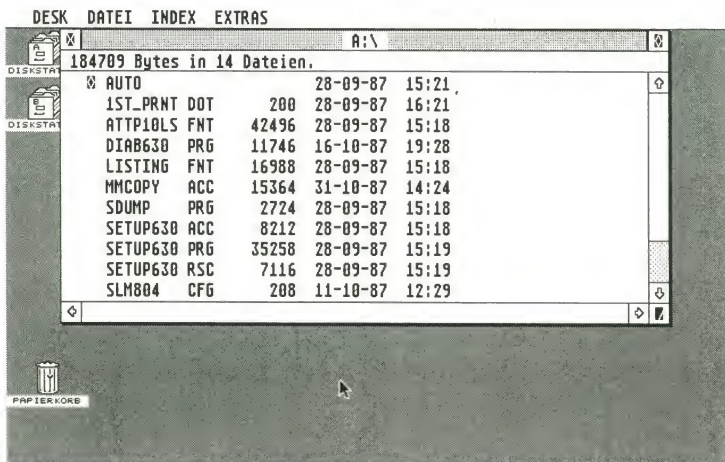 DESK DATEI INDEX EXTRAS
A:\
184709 Bytes in 14 Dateien.
AUTO 28-09-87 15:21
1ST_PRNT DOT 200 28-09-87 16:21
ATTP10LS FNT 42496 28-09-87 15:18
DIAB630 PRG 11746 16-10-87 19:28
LISTING FNT 16988 28-09-87 15:18
MMCOPY ACC 15364 31-10-87 14:24
SDUMP PRG 2724 28-09-87 15:18
SETUP630 ACC 8212 28-09-87 15:18
SETUP630 PRG 35258 28-09-87 15:19
SETUP630 RSC 7116 28-09-87 15:19
SLM804 CFG 208 11-10-87 12:29
A
DISKSTAT
B
DISKSTAT
PAPIERKORB